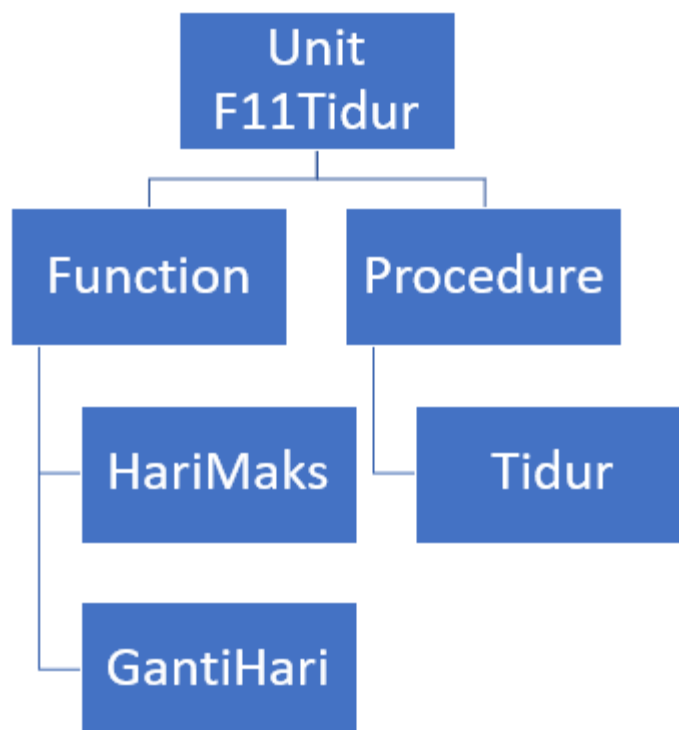 Unit
F11Tidur
Function
Procedure
HariMaks
Tidur
GantiHari